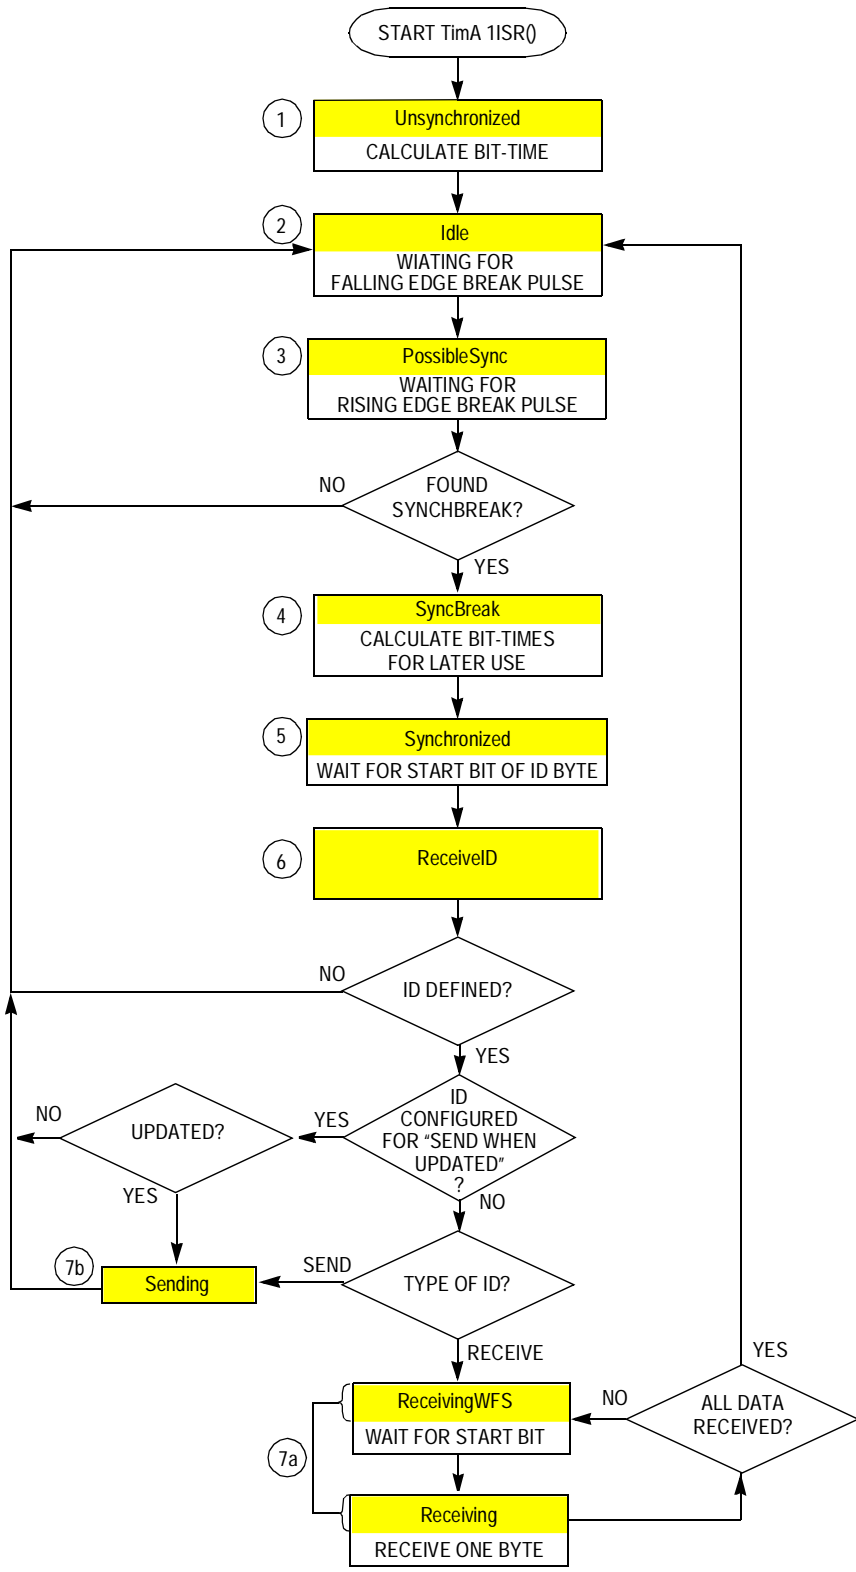 START TimA 1ISR()
1
Unsynchronized
CALCULATE BIT-TIME
2
Idle
WIATING FOR
FALLING EDGE BREAK PULSE
3
PossibleSync
WAITING FOR
RISING EDGE BREAK PULSE
NO
FOUND
SYNCHBREAK?
YES
4
SyncBreak
CALCULATE BIT-TIMES
FOR LATER USE
5
Synchronized
WAIT FOR START BIT OF ID BYTE
6
ReceiveID
NO
ID DEFINED?
YES
NO
UPDATED?
YES
YES
ID
CONFIGURED
FOR “SEND WHEN
UPDATED”
?
NO
7b
Sending
SEND
TYPE OF ID?
RECEIVE
YES
7a
ReceivingWFS
WAIT FOR START BIT
NO
ALL DATA
RECEIVED?
Receiving
RECEIVE ONE BYTE